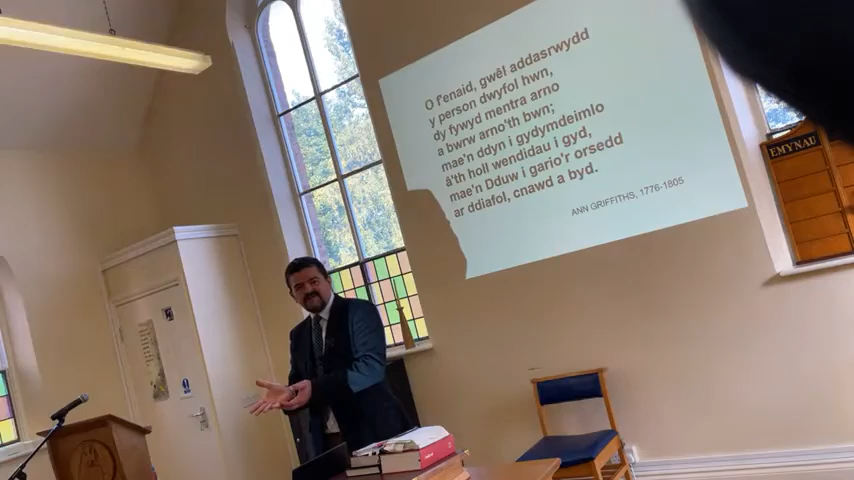 O f'enaid, gwêl addasrwydd
y person dwyfol hwn,
dy fywyd mentra arno
a bwrw arno'th bwn;
mae'n ddyn i gydymdeimlo
â'th holl wendidau i gyd,
mae'n Dduw i gario'r orsedd
ar ddiafol, cnawd a byd.
ANN GRIFFITHS, 1776-1805
EMYNAU